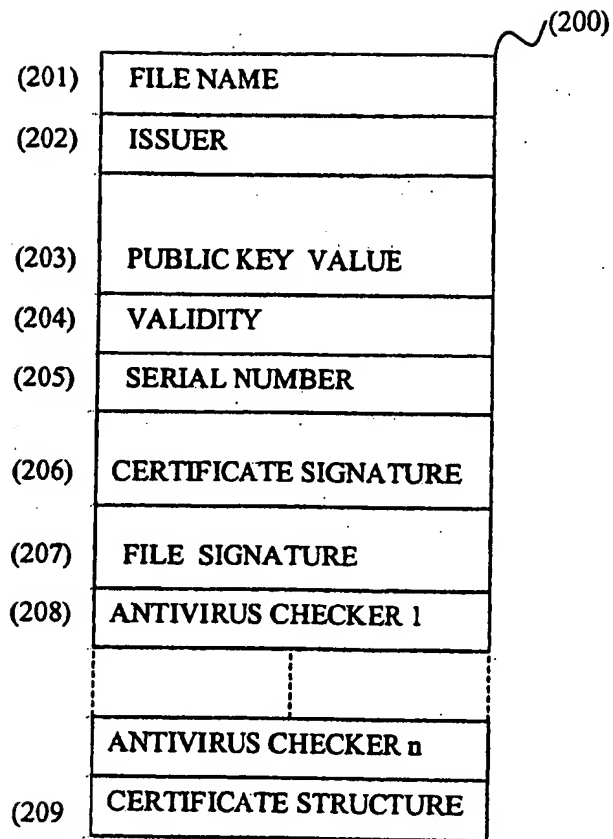 (200)
(201) FILE NAME
(202) ISSUER
(203) PUBLIC KEY VALUE
(204) VALIDITY
(205) SERIAL NUMBER
(206) CERTIFICATE SIGNATURE
(207) FILE SIGNATURE
(208) ANTIVIRUS CHECKER 1
ANTIVIRUS CHECKER n
(209 CERTIFICATE STRUCTURE